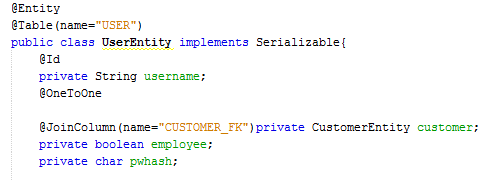 @Entity
@Table(name="USER")
public class UserEntity implements Serializable{
@Id
private String username;
@OneToOne
@JoinColumn(name="CUSTOMER_FK")private CustomerEntity customer;
private boolean employee;
private char pwhash;